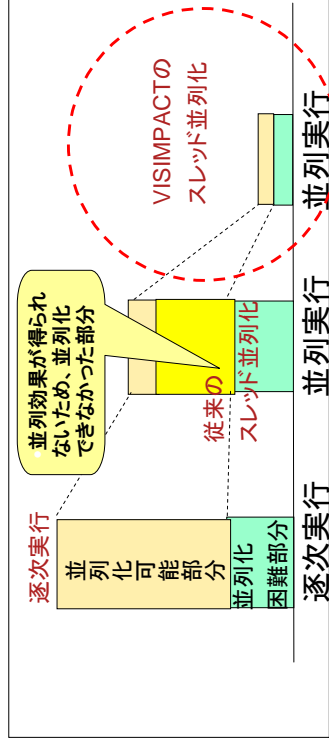 逐次実行
並列化可能部分
並列化
困難部分
逐次実行
並列効果が得られ
ないため、並列化
できなかった部分
従来の
スレッド並列化
並列実行
VISIMPACTの
スレッド並列化
並列実行